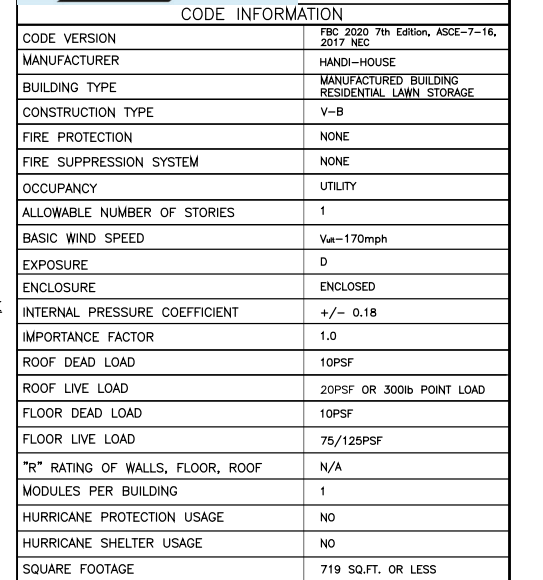 CODE INFORMATION
CODE VERSION
FBC 2020 7th Edition, ASCE-7-16,
2017 NEC
MANUFACTURER
HANDI-HOUSE
BUILDING TYPE
MANUFACTURED BUILDING
RESIDENTIAL LAWN STORAGE
CONSTRUCTION TYPE
V-B
FIRE PROTECTION
NONE
FIRE SUPPRESSION SYSTEM
NONE
OCCUPANCY
UTILITY
ALLOWABLE NUMBER OF STORIES
1
BASIC WIND SPEED
Vult-170mph
EXPOSURE
D
ENCLOSURE
ENCLOSED
INTERNAL PRESSURE COEFFICIENT
+/- 0.18
IMPORTANCE FACTOR
1.0
ROOF DEAD LOAD
10PSF
ROOF LIVE LOAD
20PSF OR 300lb POINT LOAD
FLOOR DEAD LOAD
10PSF
FLOOR LIVE LOAD
75/125PSF
"R" RATING OF WALLS, FLOOR, ROOF
N/A
MODULES PER BUILDING
1
HURRICANE PROTECTION USAGE
NO
HURRICANE SHELTER USAGE
NO
SQUARE FOOTAGE
719 SQ.FT. OR LESS